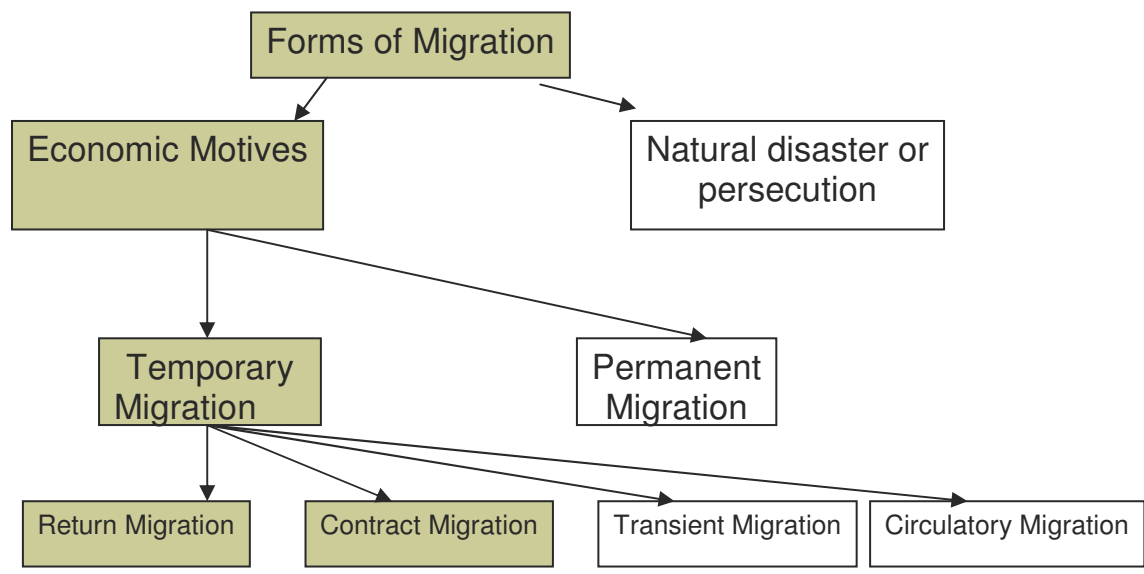 Forms of Migration
Economic Motives
Natural disaster or
persecution
Temporary
Migration
Permanent
Migration
Return Migration
Contract Migration
Transient Migration
Circulatory Migration